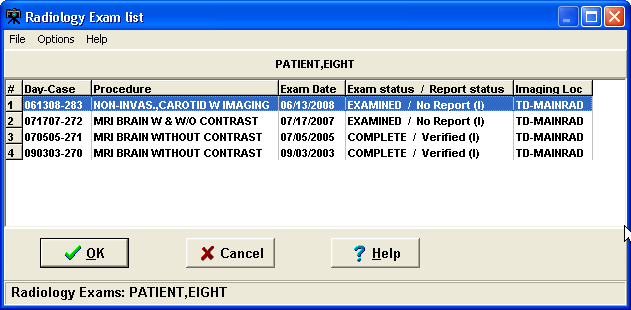 Radiology Exam list
File Options Help
PATIENT,EIGHT
# Day-Case Procedure Exam Date Exam status / Report status Imaging Loc
1 061308-283 NON-INVAS.,CAROTID W IMAGING 06/13/2008 EXAMINED / No Report (I) TD-MAINRAD
2 071707-272 MRI BRAIN W & W/O CONTRAST 07/17/2007 EXAMINED / No Report (I) TD-MAINRAD
3 070505-271 MRI BRAIN WITHOUT CONTRAST 07/05/2005 COMPLETE / Verified (I) TD-MAINRAD
4 090303-270 MRI BRAIN WITHOUT CONTRAST 09/03/2003 COMPLETE / Verified (I) TD-MAINRAD
OK Cancel ? Help
Radiology Exams: PATIENT,EIGHT